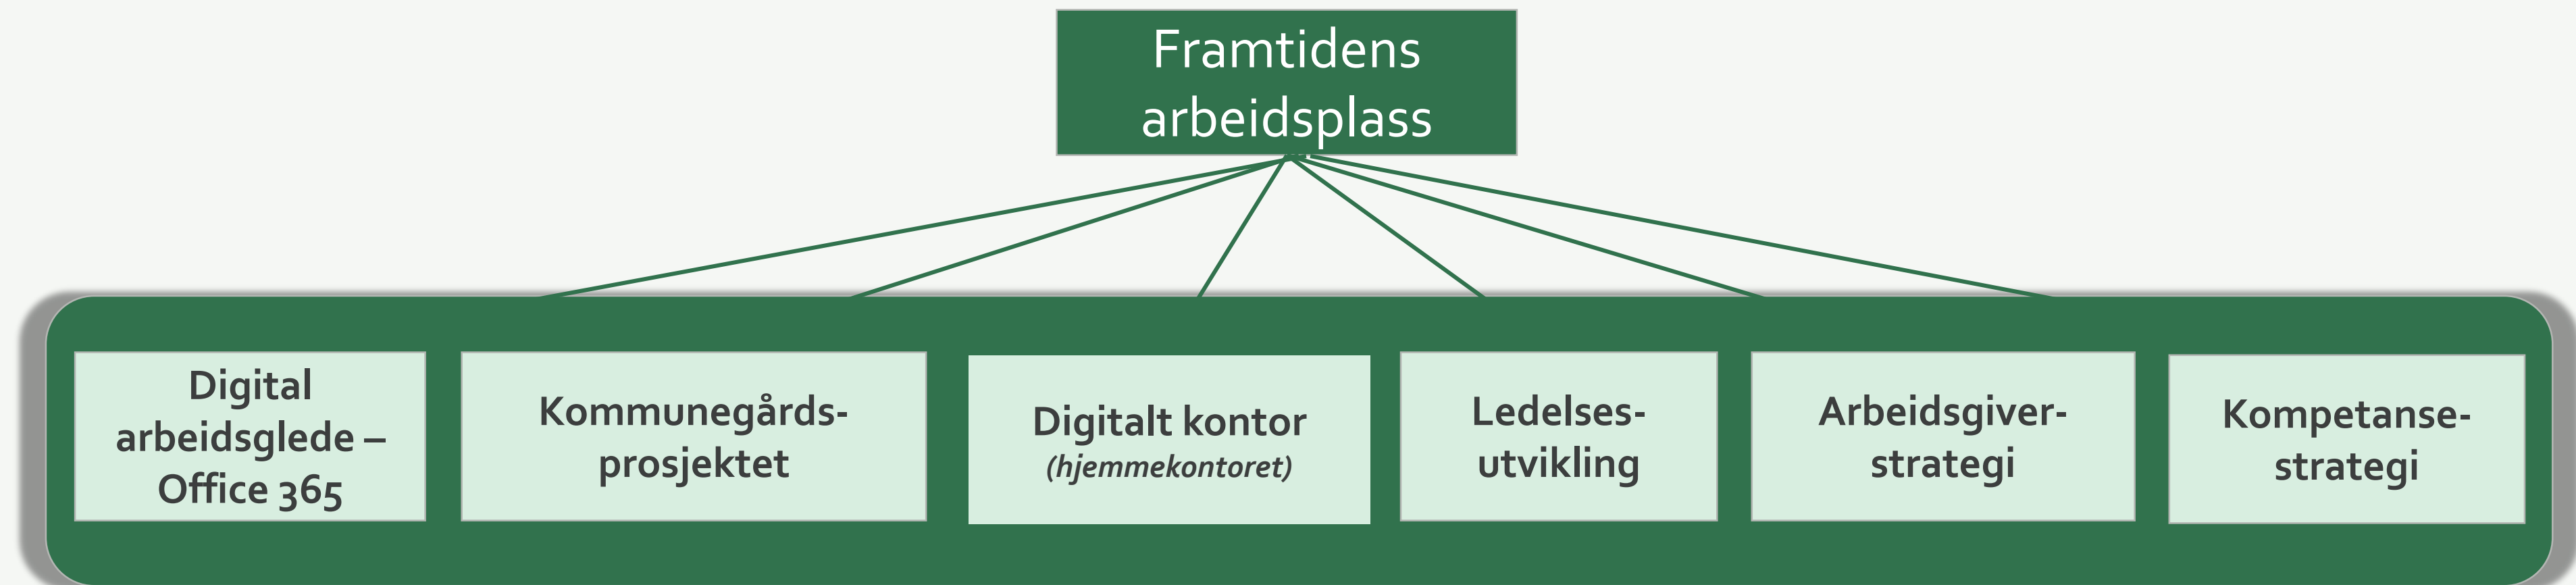 Framtidens
arbeidsplass
Digital
arbeidsglede –
Office 365
Kommunegårds-
prosjektet
Digitalt kontor
(hjemmekontoret)
Ledelses-
utvikling
Arbeidsgiver-
strategi
Kompetanse-
strategi